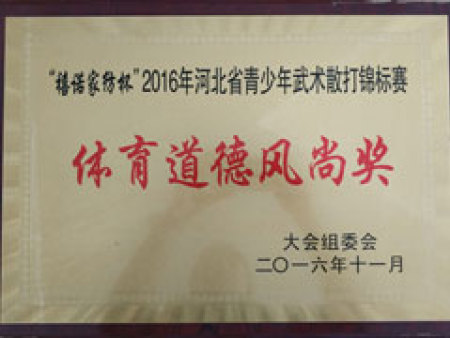 “禧诺家纺杯”2016年河北省青少年武术散打锦标赛
体育道德风尚奖
大会组委会
二〇一六年十一月